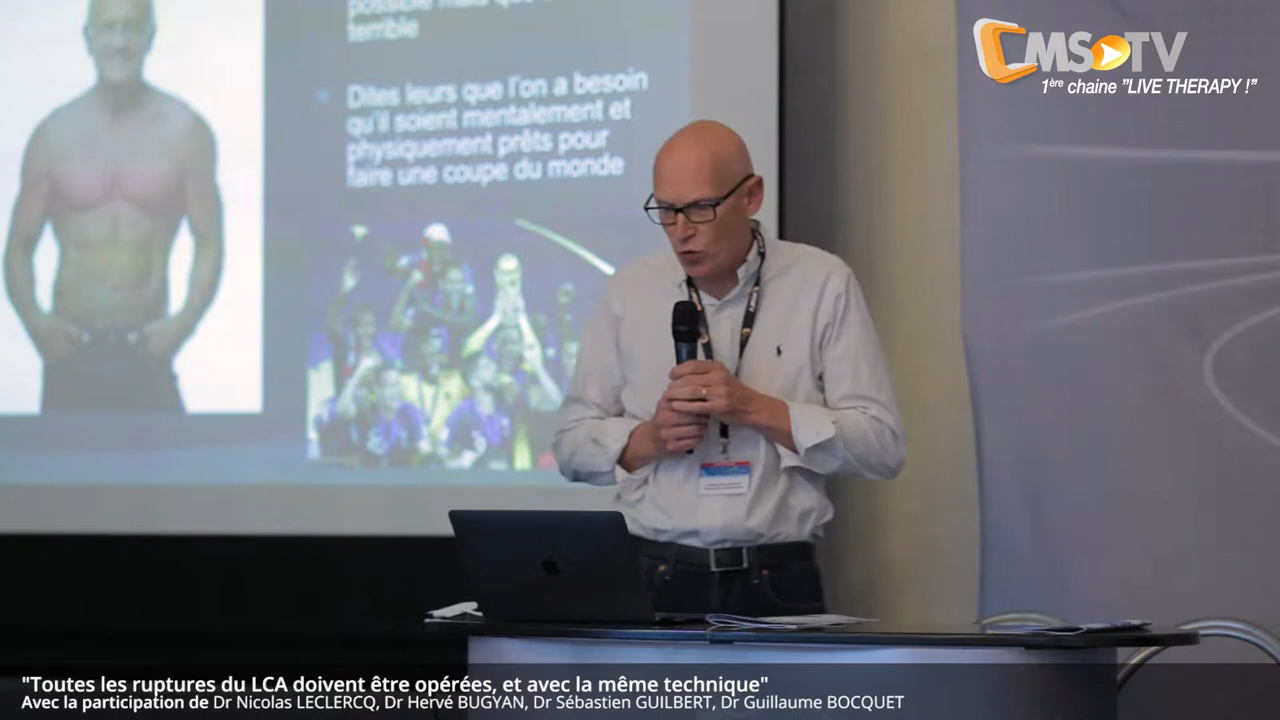 possible mais que
terrible
Dites leurs que l'on a besoin
qu'il soient mentalement et
physiquement prêts pour
faire une coupe du monde
CMS TV
1ère chaine "LIVE THERAPY !"
"Toutes les ruptures du LCA doivent être opérées, et avec la même technique"
Avec la participation de Dr Nicolas LECLERCQ, Dr Hervé BUGYAN, Dr Sébastien GUILBERT, Dr Guillaume BOCQUET